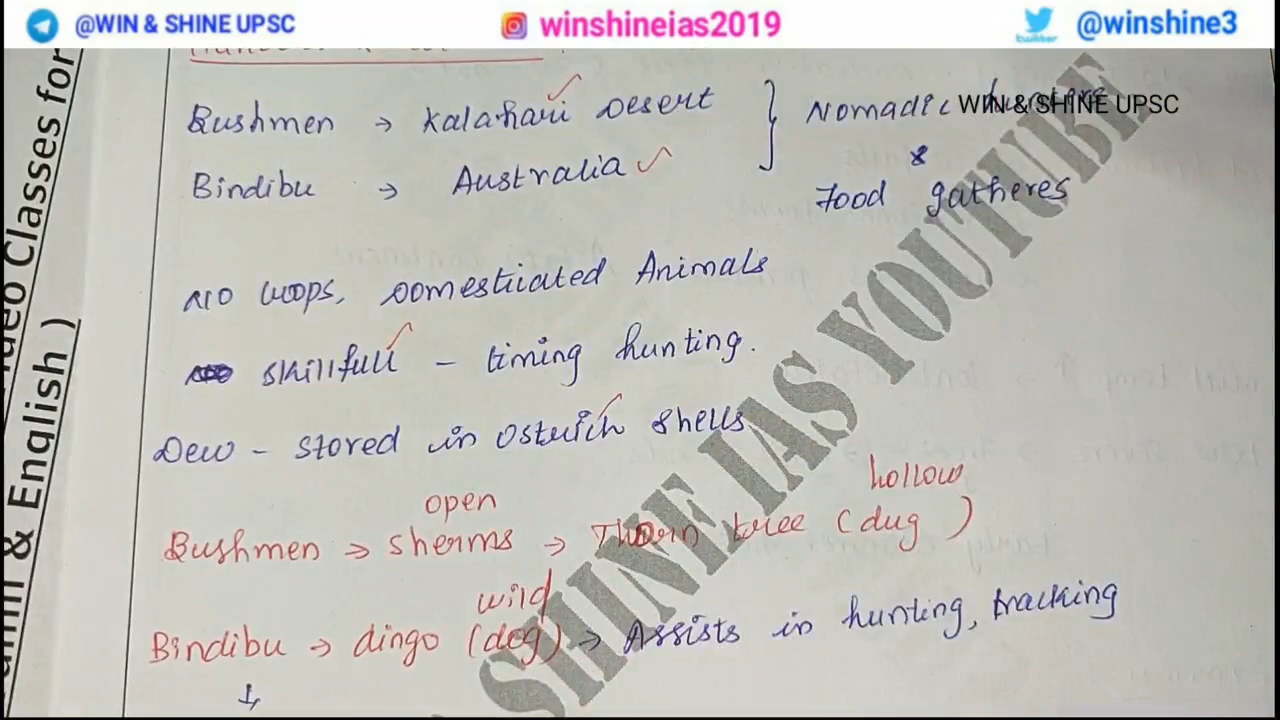 @WIN & SHINE UPSC
winshineias2019
@winshine3
Bushmen → Kalahari Desert
Bindibu → Australia
Nomadic
WIN & SHINE UPSC
&
Food gatheres
NO crops, Domesticated Animals
skillfull - timing hunting.
Dew - stored in Ostrich shells
open
hollow
Bushmen → sherms → Thorn tree (dug )
wild
Bindibu → dingo (dog) → Assists in hunting, tracking
Classes for
& English )
SHINE IAS YOUTUBE